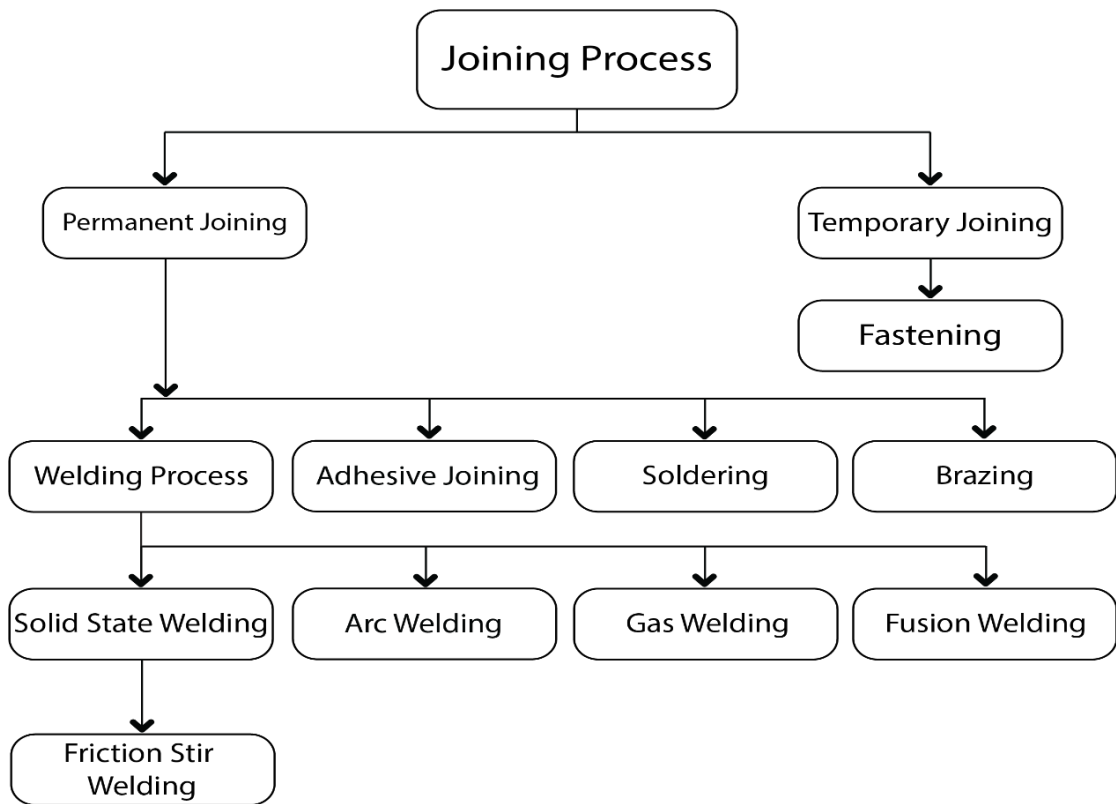 Joining Process
Permanent Joining
Temporary Joining
Fastening
Welding Process
Adhesive Joining
Soldering
Brazing
Solid State Welding
Arc Welding
Gas Welding
Fusion Welding
Friction Stir
Welding